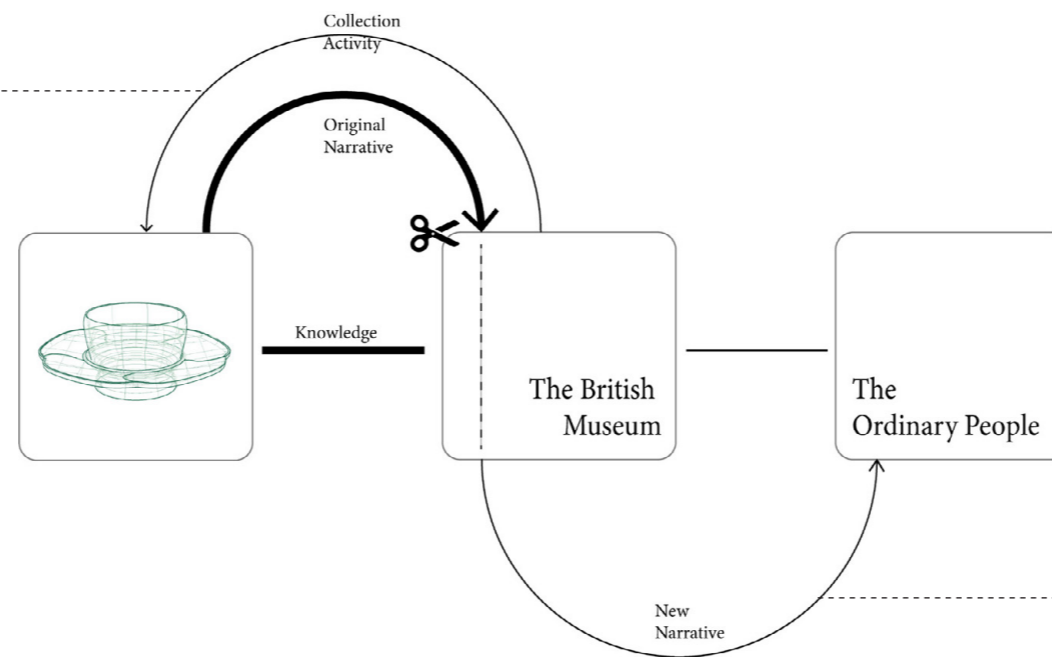 Collection
Activity
Original
Narrative
Knowledge
The British
Museum
The
Ordinary People
New
Narrative